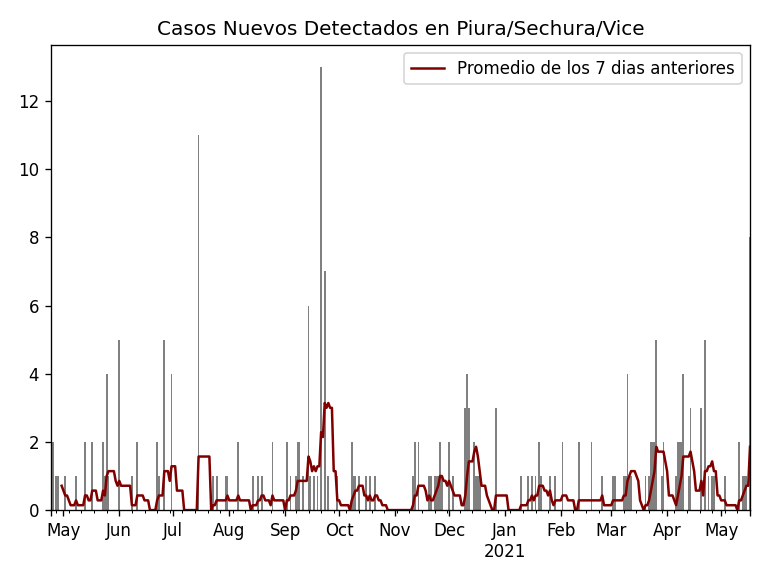 Casos Nuevos Detectados en Piura/Sechura/Vice
Promedio de los 7 dias anteriores
12
10
8
6
4
2
0
May Jun Jul Aug Sep Oct Nov Dec Jan Feb Mar Apr May
2021